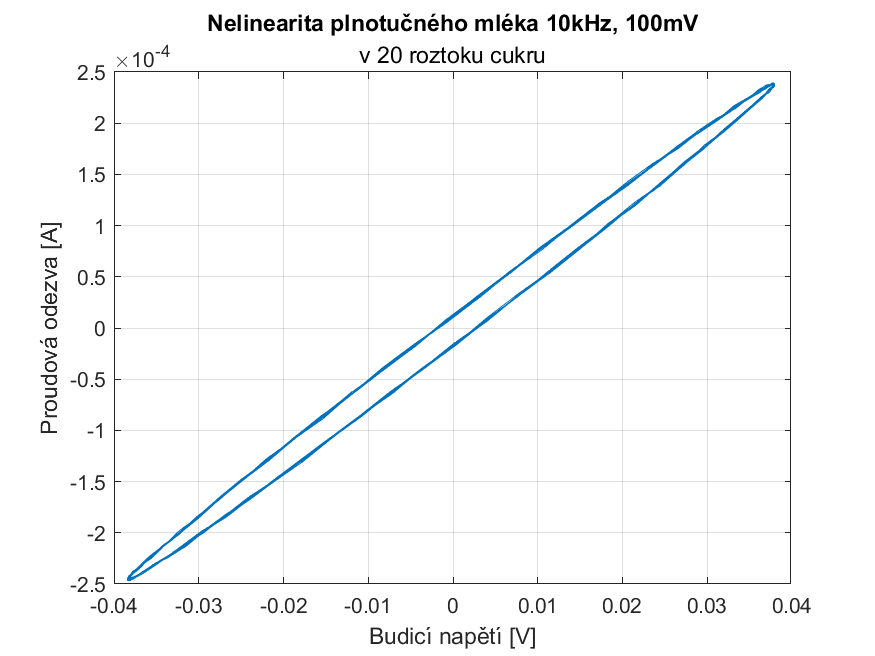 Nelinearita plnotučného mléka 10kHz, 100mV
v 20 roztoku cukru
×10-4
2.5
2
1.5
1
0.5
0
-0.5
-1
-1.5
-2
-2.5
-0.04 -0.03 -0.02 -0.01 0 0.01 0.02 0.03 0.04
Proudová odezva [A]
Budicí napětí [V]